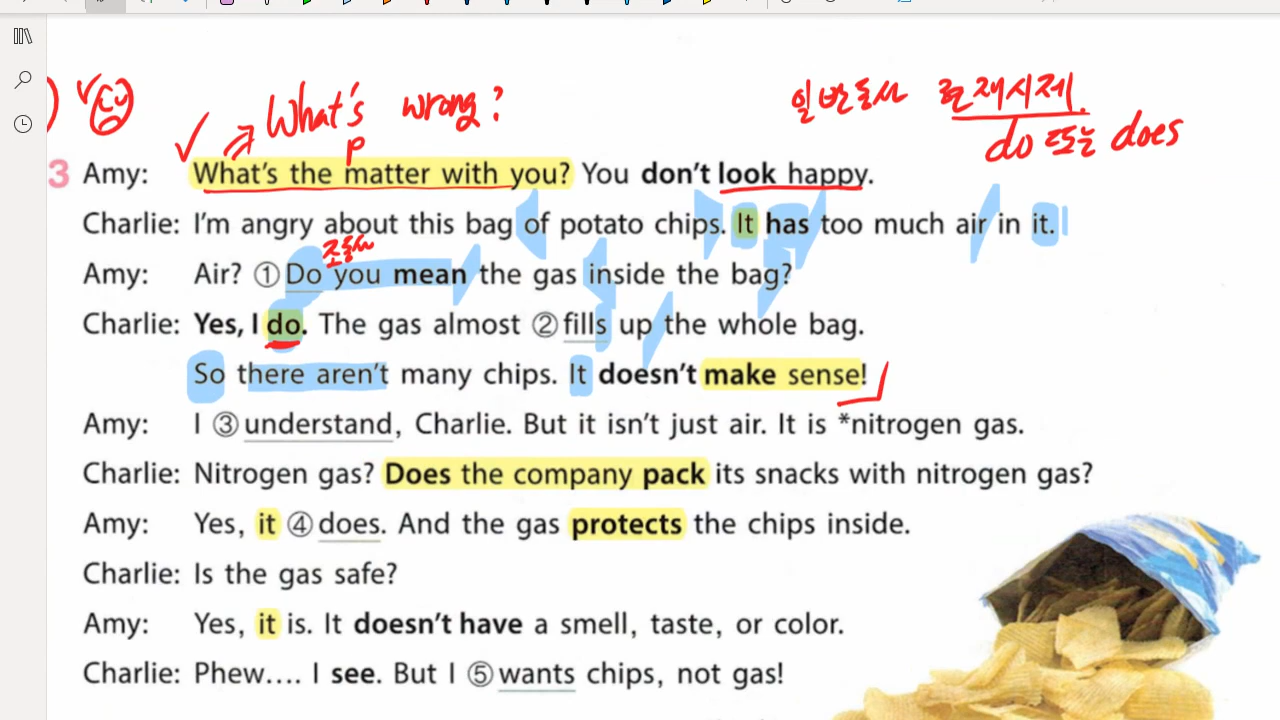 What's wrong?
일반동사 현재시제.
do 또는 does
p
3 Amy: What's the matter with you? You don't look happy.
Charlie: I'm angry about this bag of potato chips. It has too much air in it.
조동사
Amy: Air? ① Do you mean the gas inside the bag?
Charlie: Yes, I do. The gas almost ② fills up the whole bag.
So there aren't many chips. It doesn't make sense!
Amy: I ③ understand, Charlie. But it isn't just air. It is *nitrogen gas.
Charlie: Nitrogen gas? Does the company pack its snacks with nitrogen gas?
Amy: Yes, it ④ does. And the gas protects the chips inside.
Charlie: Is the gas safe?
Amy: Yes, it is. It doesn't have a smell, taste, or color.
Charlie: Phew.... I see. But I ⑤ wants chips, not gas!